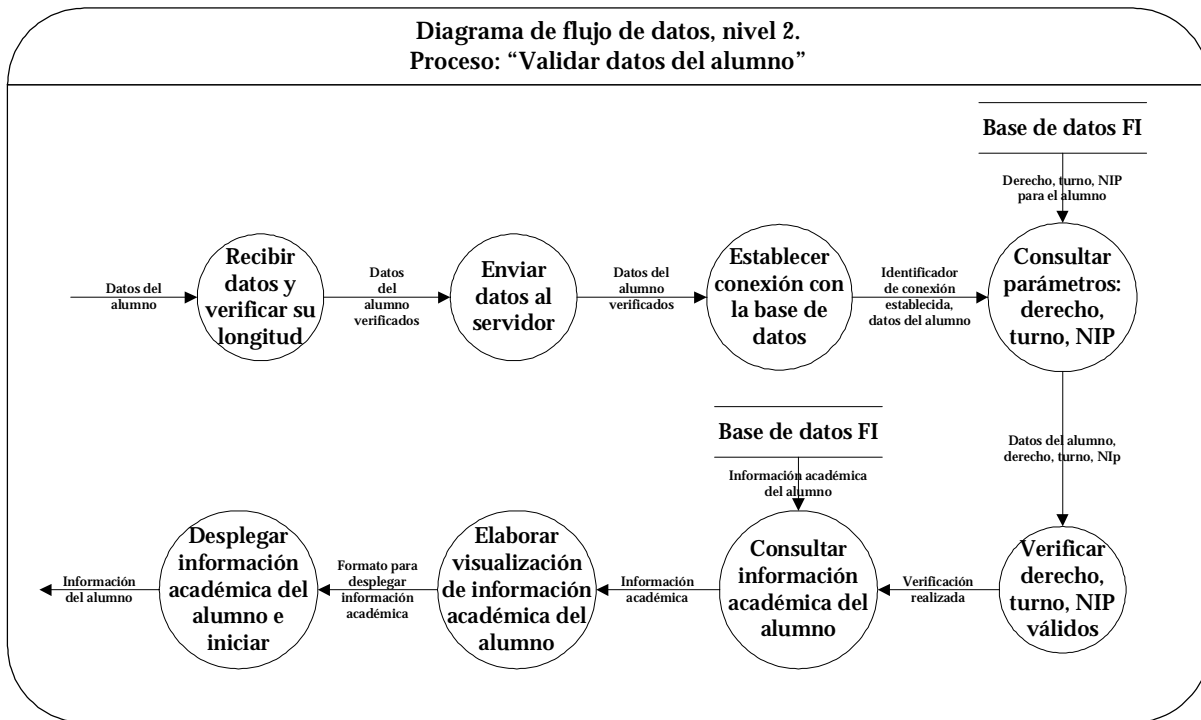 Diagrama de flujo de datos, nivel 2.
Proceso: “Validar datos del alumno”
Base de datos FI
Derecho, turno, NIP
para el alumno
Datos del
alumno
Recibir
datos y
verificar su
longitud
Datos
del
alumno
verificados
Enviar
datos al
servidor
Datos del
alumno
verificados
Establecer
conexión con
la base de
datos
Identificador
de conexión
establecida,
datos del alumno
Consultar
parámetros:
derecho,
turno, NIP
Datos del alumno,
derecho, turno, NIp
Base de datos FI
Información académica
del alumno
Verificar
derecho,
turno, NIP
válidos
Verificación
realizada
Consultar
información
académica del
alumno
Información
académica
Elaborar
visualización
de información
académica del
alumno
Formato para
desplegar
información
académica
Desplegar
información
académica del
alumno e
iniciar
Información
del alumno